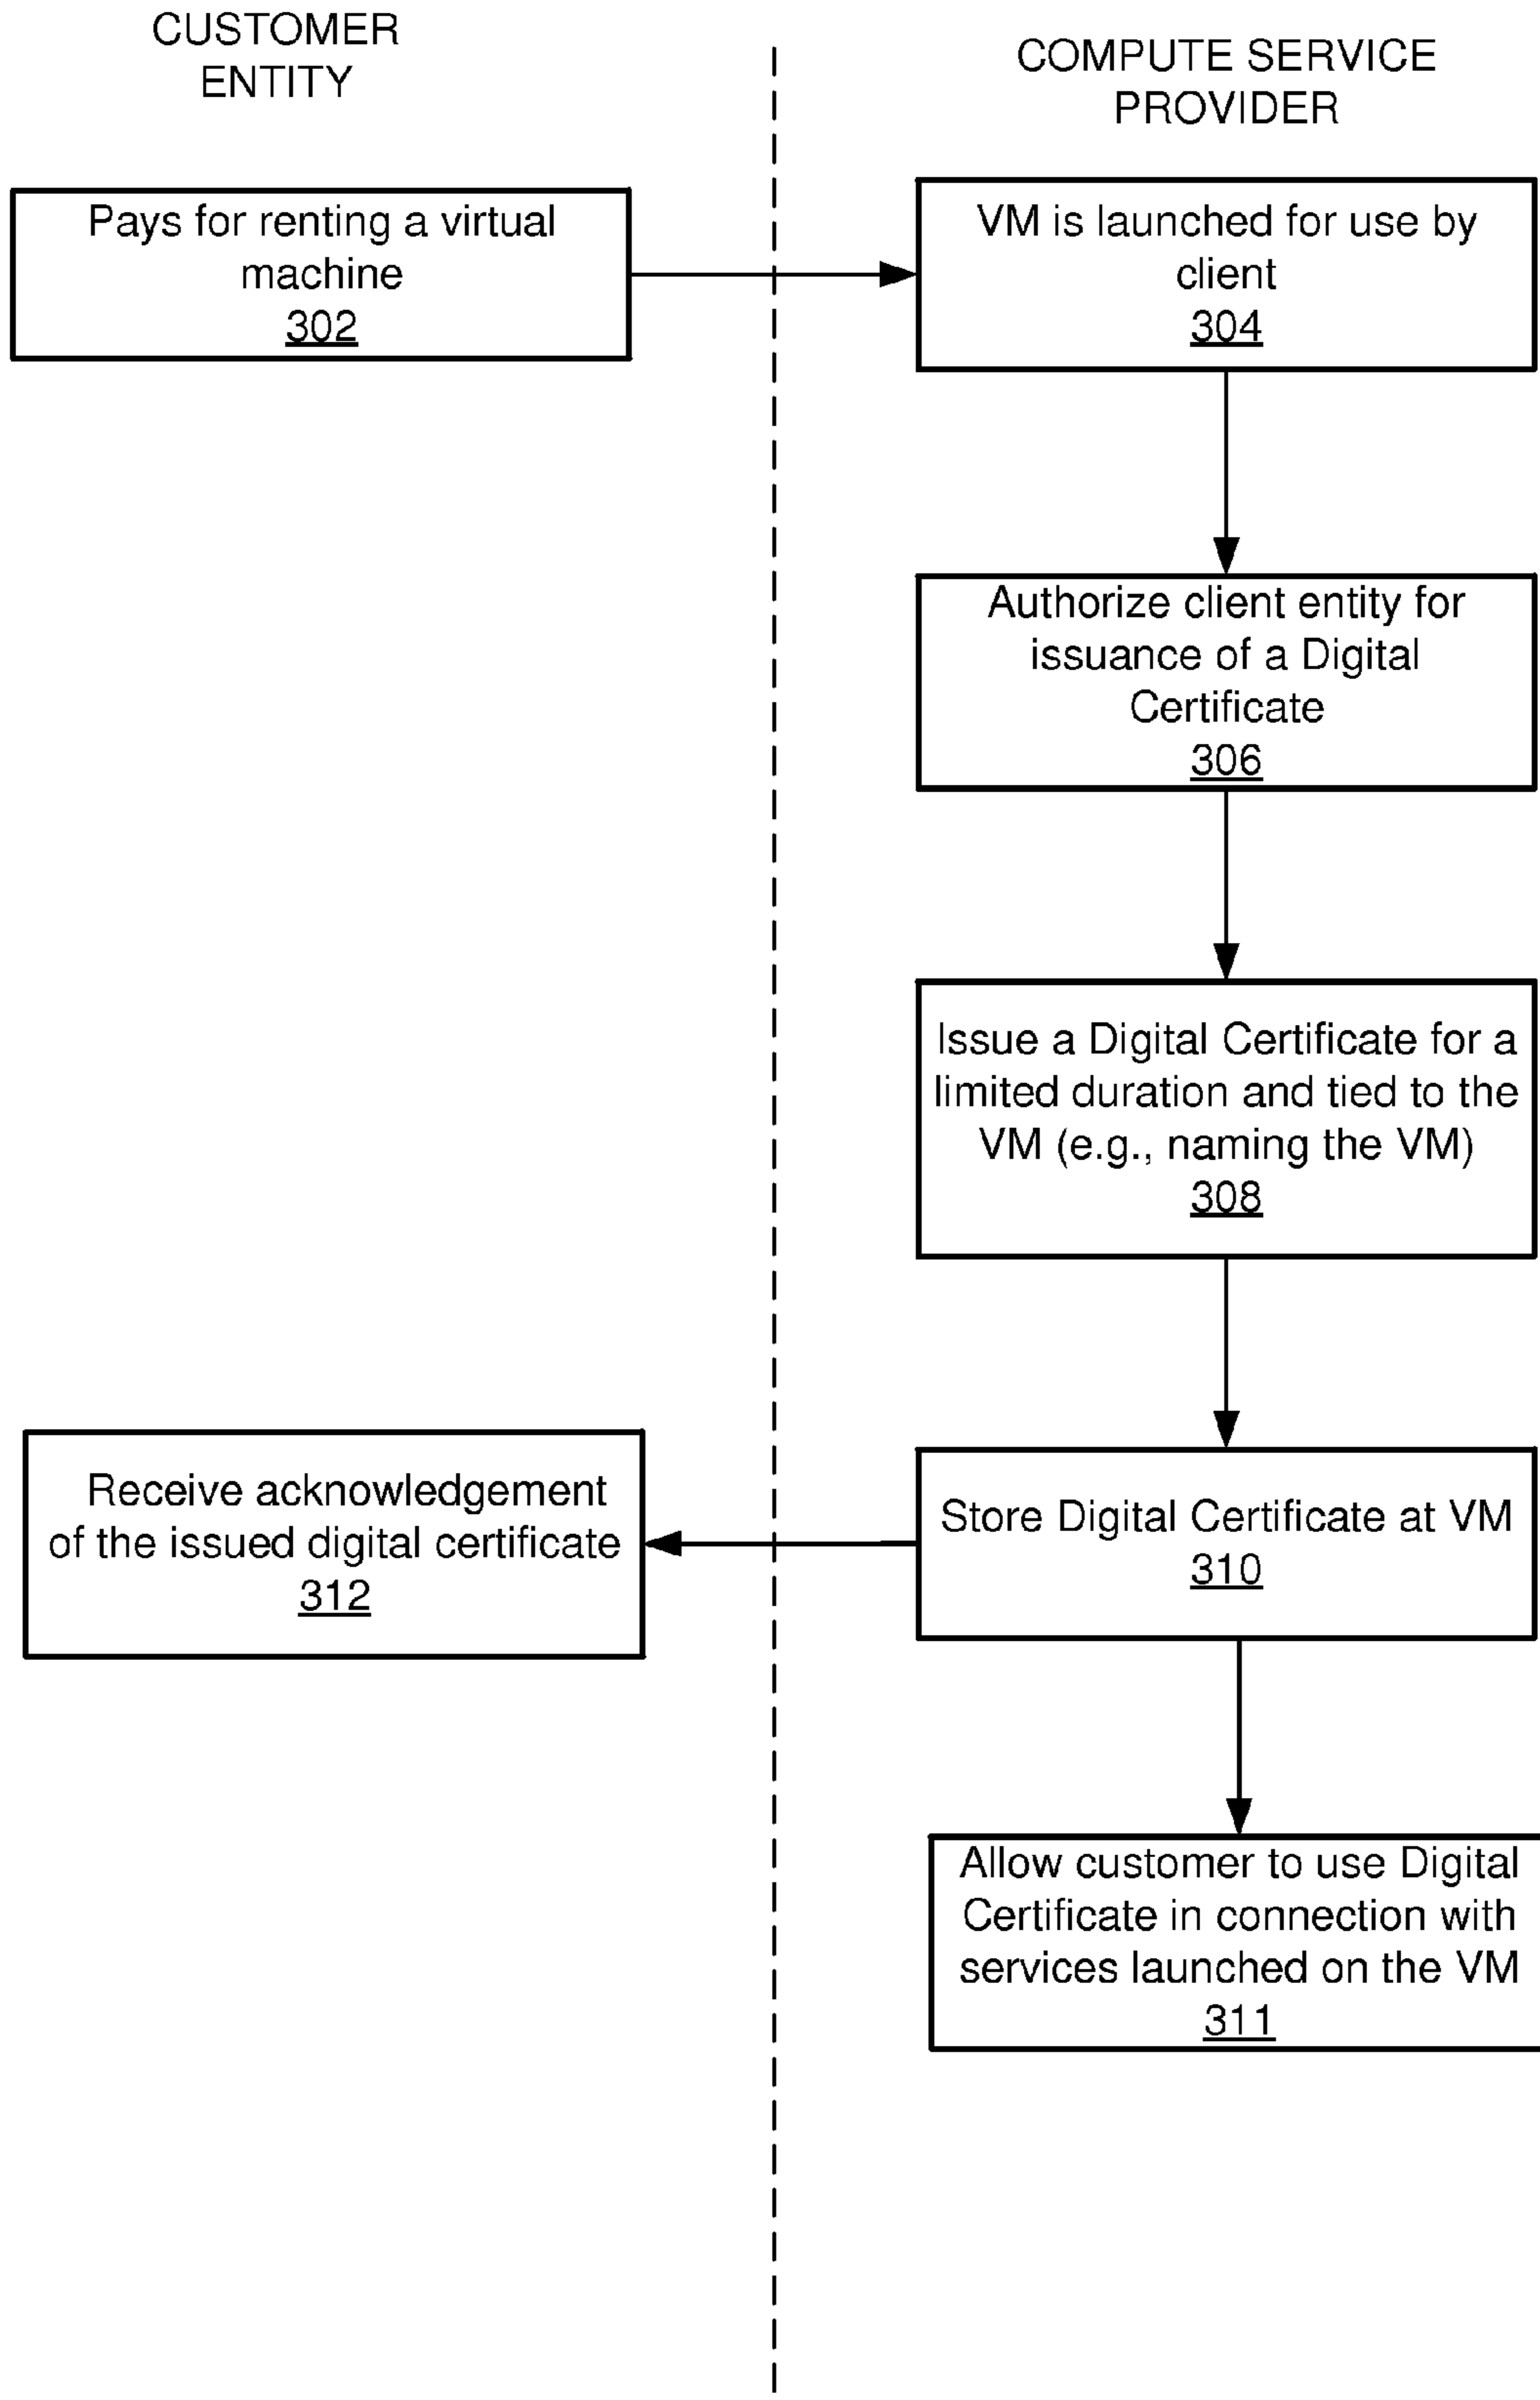 CUSTOMER
ENTITY
COMPUTE SERVICE
PROVIDER
Pays for renting a virtual
machine
302
VM is launched for use by
client
304
Authorize client entity for
issuance of a Digital
Certificate
306
Issue a Digital Certificate for a
limited duration and tied to the
VM (e.g., naming the VM)
308
Receive acknowledgement
of the issued digital certificate
312
Store Digital Certificate at VM
310
Allow customer to use Digital
Certificate in connection with
services launched on the VM
311